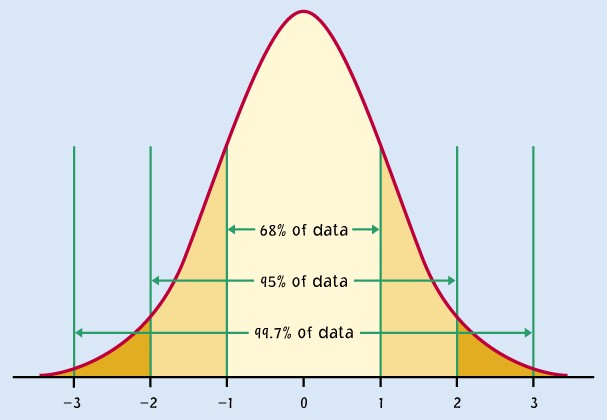 68% of data
95% of data
99.7% of data
−3 −2 −1 0 1 2 3